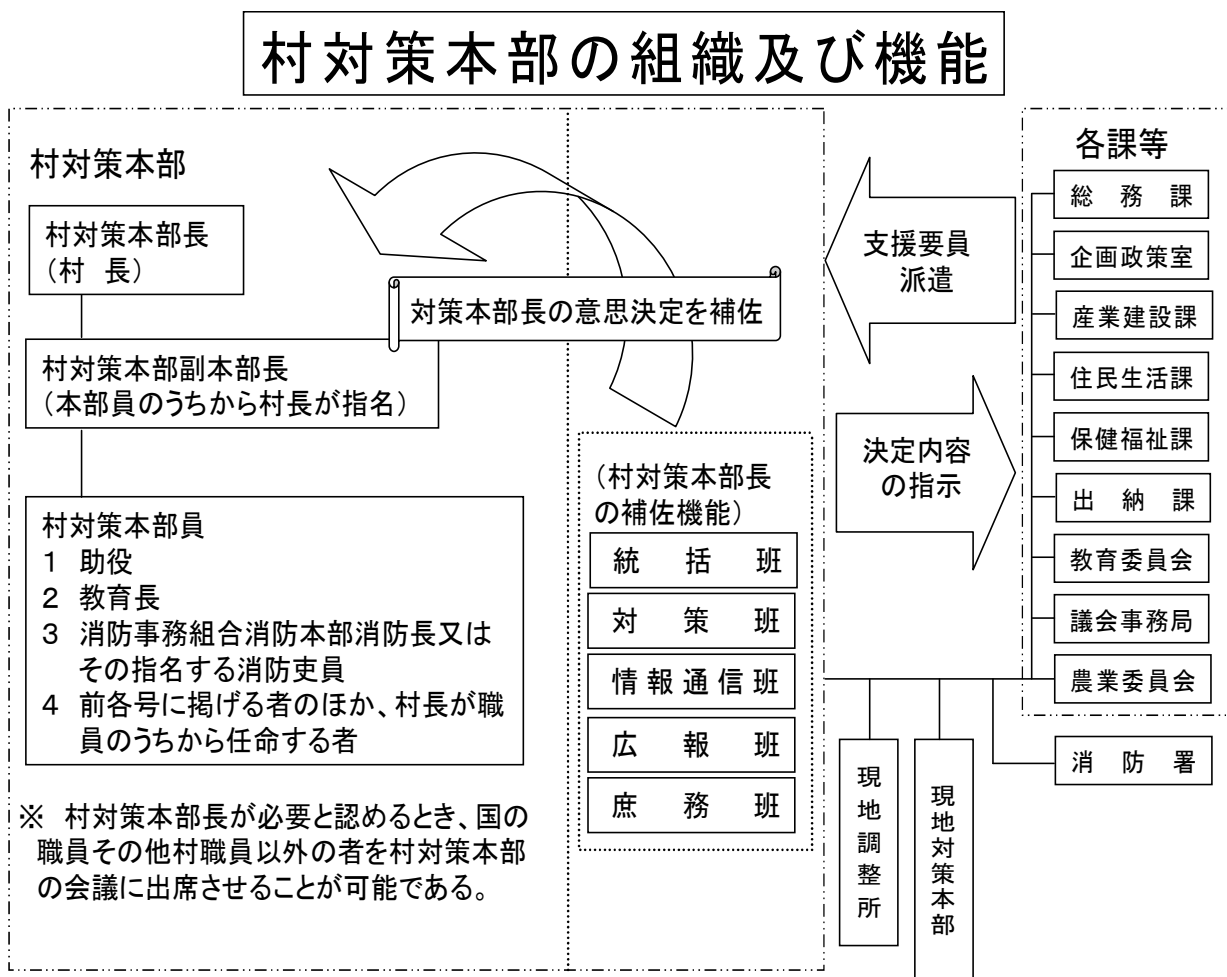 村対策本部の組織及び機能
村対策本部
村対策本部長
（村　長）
村対策本部副本部長
（本部員のうちから村長が指名）
村対策本部員
１　助役
２　教育長
３　消防事務組合消防本部消防長又は
その指名する消防吏員
４　前各号に掲げる者のほか、村長が職
員のうちから任命する者
※　村対策本部長が必要と認めるとき、国の
職員その他村職員以外の者を村対策本部
の会議に出席させることが可能である。
対策本部長の意思決定を補佐
（村対策本部長
の補佐機能）
統　括　班
対　策　班
情報通信班
広　報　班
庶　務　班
支援要員
派遣
決定内容
の指示
各課等
総　務　課
企画政策室
産業建設課
住民生活課
保健福祉課
出　納　課
教育委員会
議会事務局
農業委員会
消　防　署
現地調整所
現地対策本部